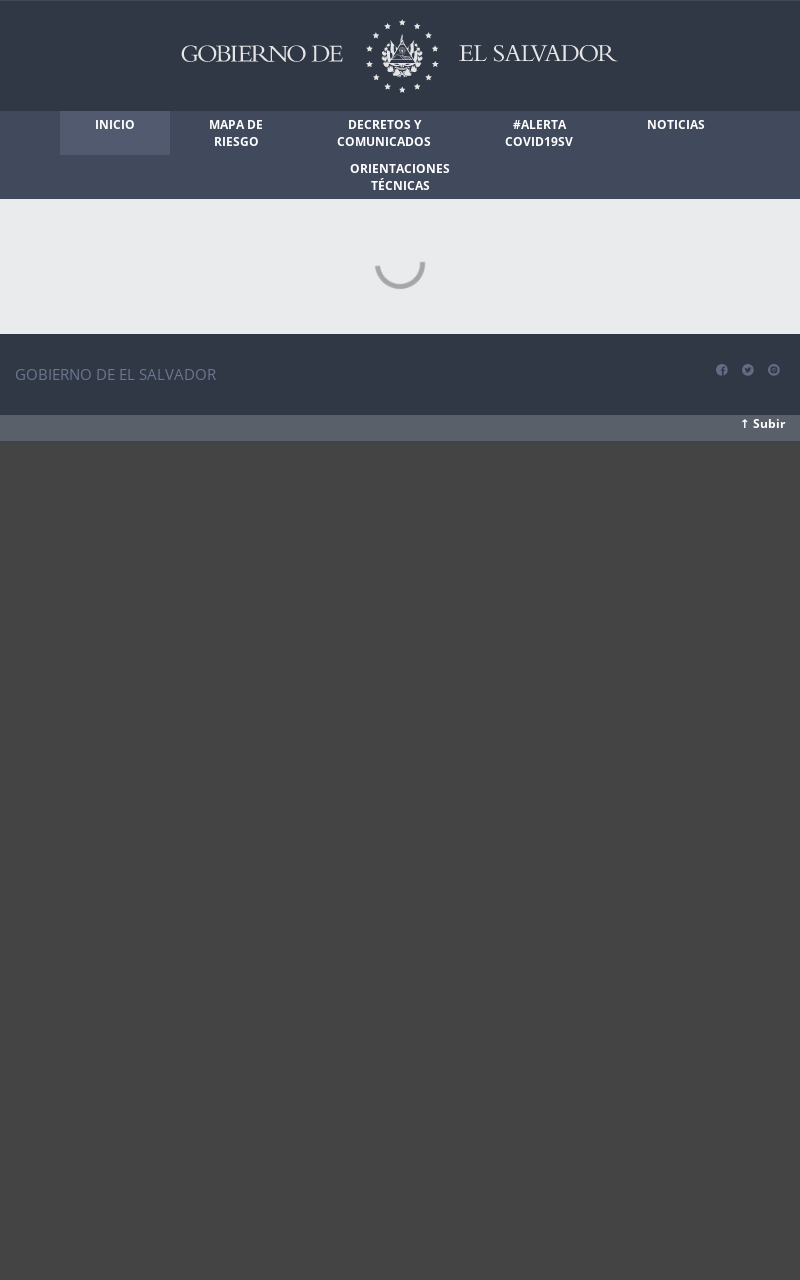 GOBIERNO DE EL SALVADOR
INICIO
MAPA DE
RIESGO
DECRETOS Y
COMUNICADOS
#ALERTA
COVID19SV
NOTICIAS
ORIENTACIONES
TÉCNICAS
GOBIERNO DE EL SALVADOR
↑ Subir